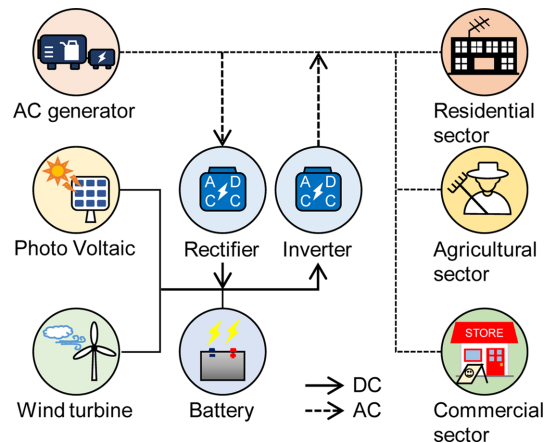 AC generator
Residential
sector
A D
C C
A D
C C
Photo Voltaic
Rectifier
Inverter
Agricultural
sector
STORE
Wind turbine
Battery
DC
AC
Commercial
sector